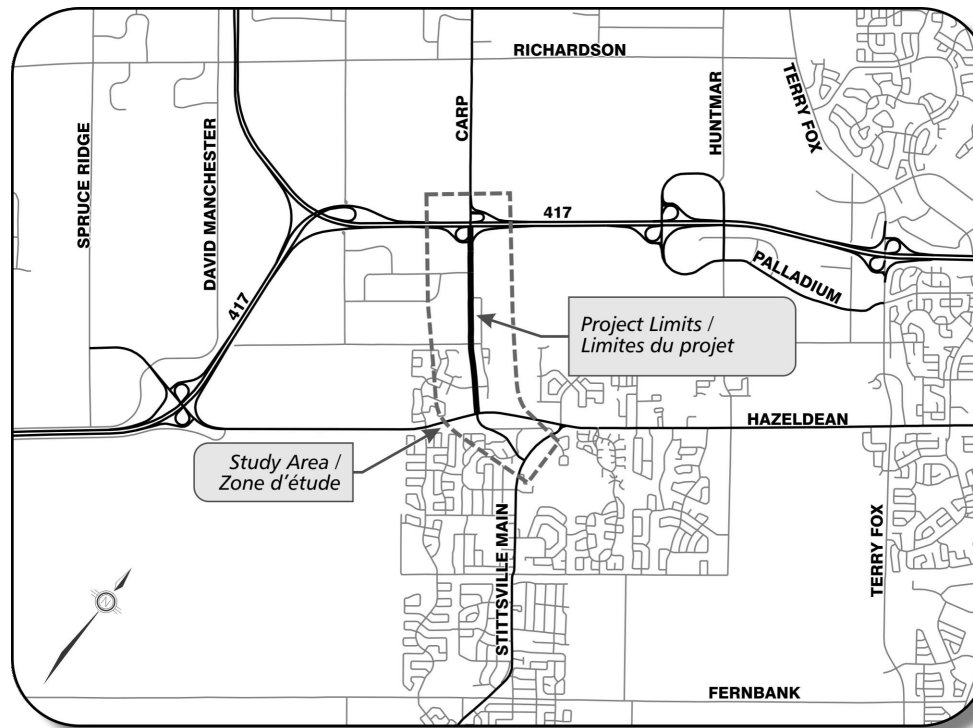 RICHARDSON
CARP
HUNTMAR
TERRY FOX
SPRUCE RIDGE
DAVID MANCHESTER
417
417
PALLADIUM
Project Limits /
Limites du projet
HAZELDEAN
Study Area /
Zone d'étude
STITTSVILLE MAIN
TERRY FOX
N
FERNBANK